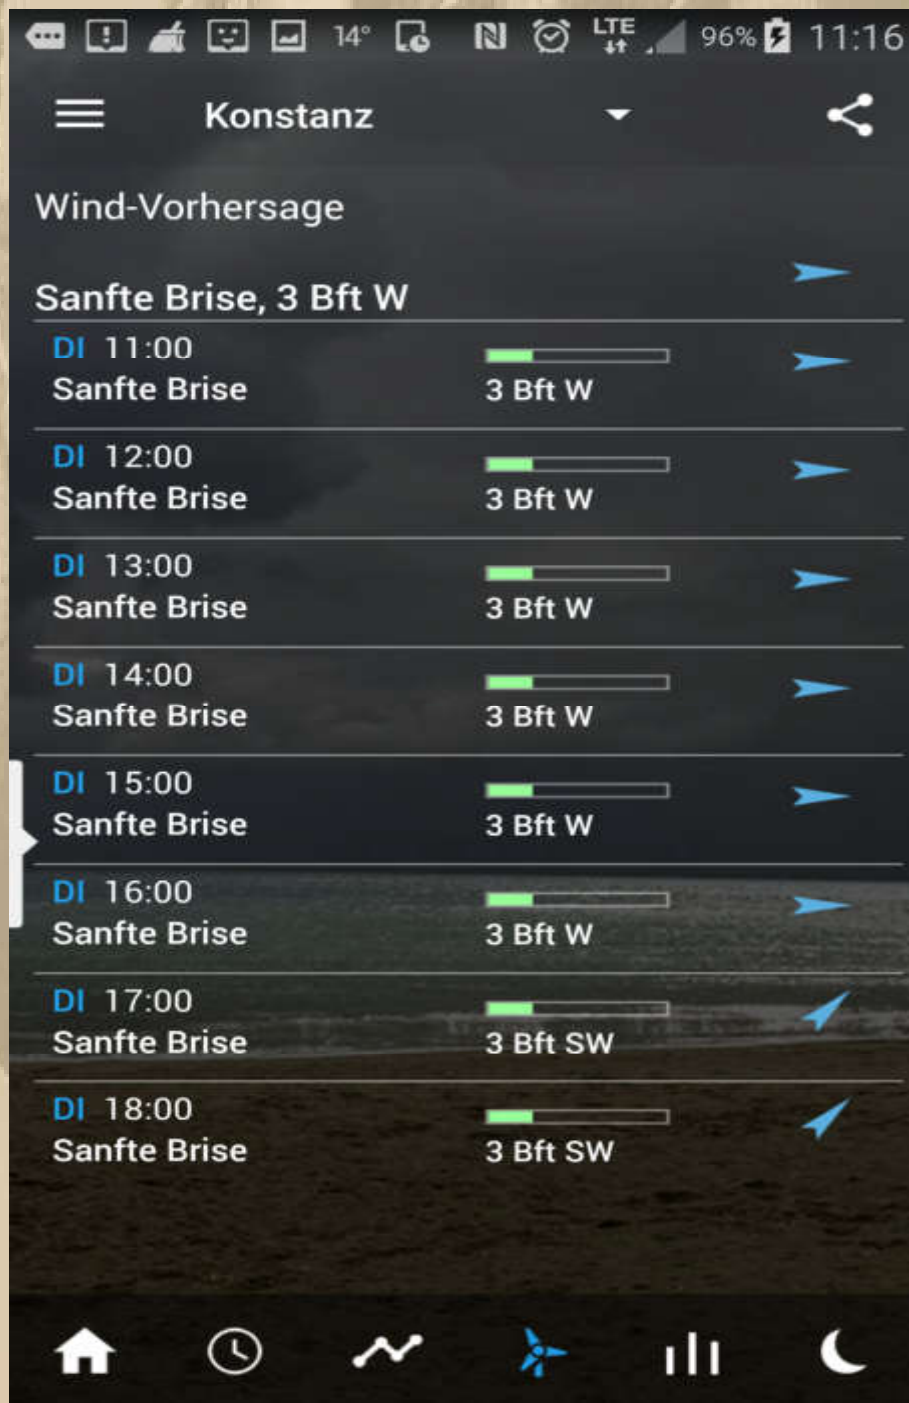 14° LTE 96% 11:16
Konstanz
Wind-Vorhersage
Sanfte Brise, 3 Bft W
DI 11:00
Sanfte Brise 3 Bft W
DI 12:00
Sanfte Brise 3 Bft W
DI 13:00
Sanfte Brise 3 Bft W
DI 14:00
Sanfte Brise 3 Bft W
DI 15:00
Sanfte Brise 3 Bft W
DI 16:00
Sanfte Brise 3 Bft W
DI 17:00
Sanfte Brise 3 Bft SW
DI 18:00
Sanfte Brise 3 Bft SW